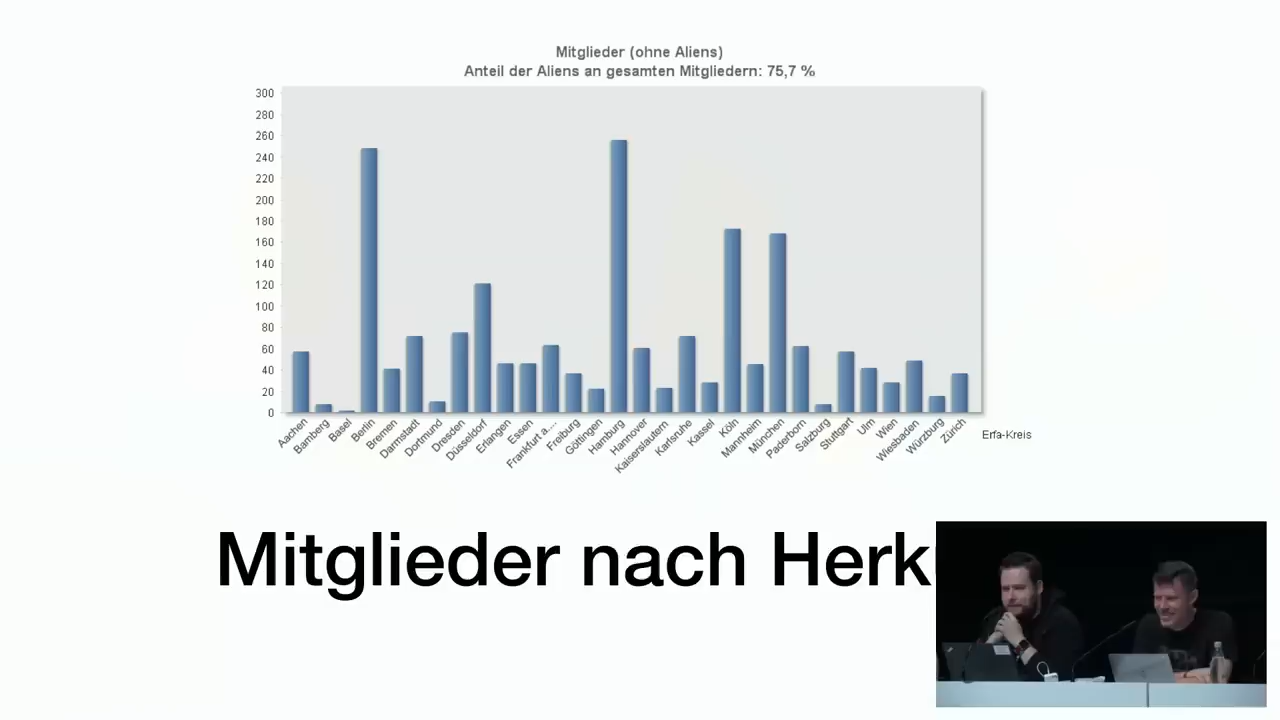 Mitglieder (ohne Aliens)
Anteil der Aliens an gesamten Mitgliedern: 75,7 %
300
280
260
240
220
200
180
160
140
120
100
80
60
40
20
0
Aachen
Bamberg
Basel
Berlin
Bremen
Darmstadt
Dortmund
Dresden
Düsseldorf
Erlangen
Essen
Frankfurt a....
Freiburg
Göttingen
Hamburg
Hannover
Kaiserslautern
Karlsruhe
Kassel
Köln
Mannheim
München
Paderborn
Salzburg
Stuttgart
Ulm
Wien
Wiesbaden
Würzburg
Zürich
Erfa-Kreis
Mitglieder nach Herk